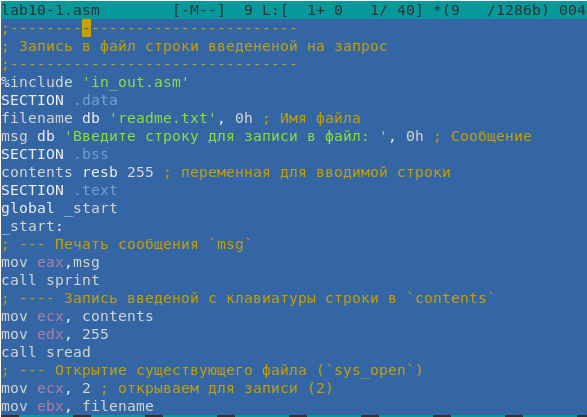 lab10-1.asm [-M--] 9 L:[ 1+ 0 1/ 40] *(9 /1286b) 004
;--------------------------------
; Запись в файл строки введененой на запрос
;--------------------------------
%include 'in_out.asm'
SECTION .data
filename db 'readme.txt', 0h ; Имя файла
msg db 'Введите строку для записи в файл: ', 0h ; Сообщение
SECTION .bss
contents resb 255 ; переменная для вводимой строки
SECTION .text
global _start
_start:
; --- Печать сообщения `msg`
mov eax,msg
call sprint
; ---- Запись введеной с клавиатуры строки в `contents`
mov ecx, contents
mov edx, 255
call sread
; --- Открытие существующего файла (`sys_open`)
mov ecx, 2 ; открываем для записи (2)
mov ebx, filename